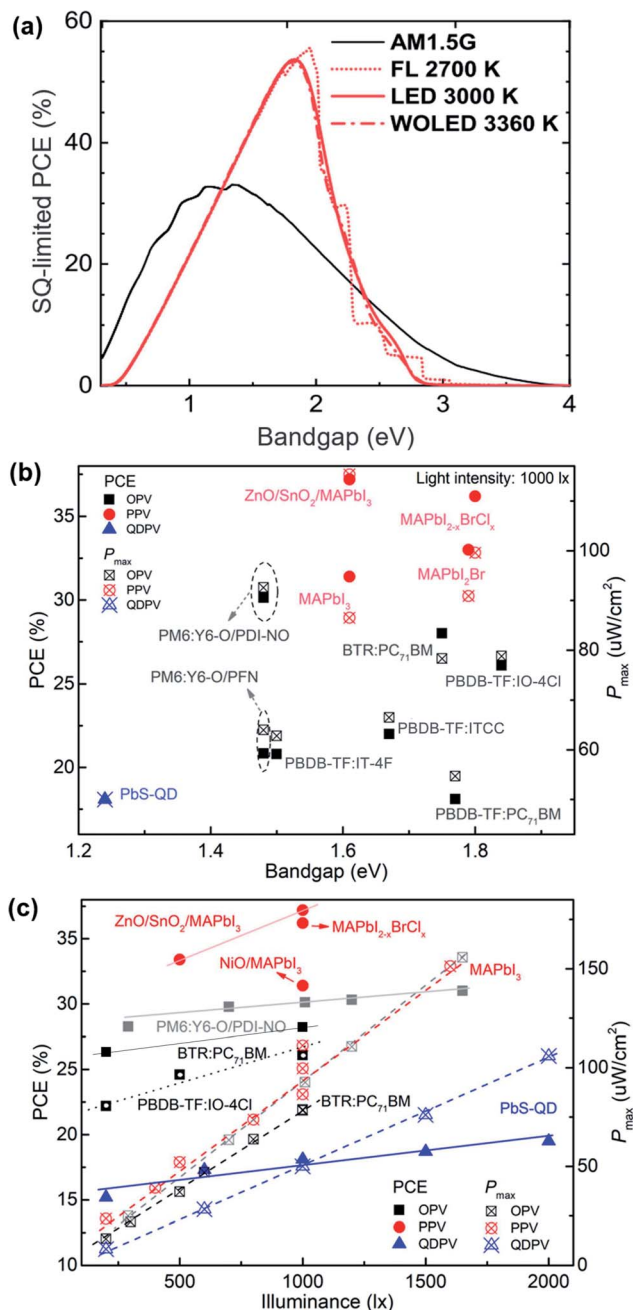 (a)
60
40
20
0
SQ-limited PCE (%)
AM1.5G
FL 2700 K
LED 3000 K
WOLED 3360 K
1 2 3 4
Bandgap (eV)
(b)
PCE
OPV
PPV
QDPV
Pmax
OPV
PPV
QDPV
Light intensity: 1000 lx
ZnO/SnO2/MAPbI3
MAPbI2-xBrClx
MAPbI3
MAPbI2Br
PM6:Y6-O/PDI-NO
BTR:PC71BM
PBDB-TF:IO-4Cl
PM6:Y6-O/PFN
PBDB-TF:ITCC
PBDB-TF:IT-4F
PbS-QD
PBDB-TF:PC71BM
35
30
25
20
PCE (%)
100
80
60
Pmax (uW/cm2)
1.2 1.4 1.6 1.8
Bandgap (eV)
(c)
ZnO/SnO2/MAPbI3
MAPbI2-xBrClx
NiO/MAPbI3
MAPbI3
PM6:Y6-O/PDI-NO
BTR:PC71BM
PBDB-TF:IO-4Cl
BTR:PC71BM
PbS-QD
PCE
OPV
PPV
QDPV
Pmax
OPV
PPV
QDPV
35
30
25
20
15
10
PCE (%)
150
100
50
0
Pmax (uW/cm2)
500 1000 1500 2000
Illuminance (lx)